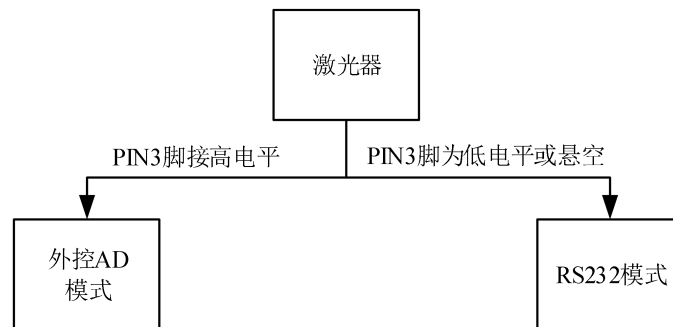 激光器
PIN3脚接高电平
PIN3脚为低电平或悬空
外控AD
模式
RS232模式